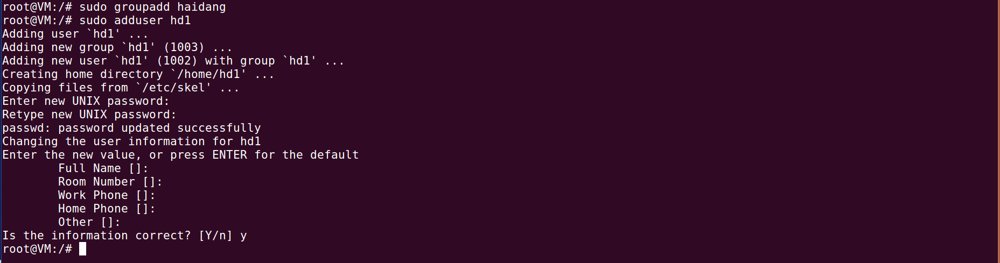 root@VM:/# sudo groupadd haidang
root@VM:/# sudo adduser hd1
Adding user `hd1' ...
Adding new group `hd1' (1003) ...
Adding new user `hd1' (1002) with group `hd1' ...
Creating home directory `/home/hd1' ...
Copying files from `/etc/skel' ...
Enter new UNIX password:
Retype new UNIX password:
passwd: password updated successfully
Changing the user information for hd1
Enter the new value, or press ENTER for the default
        Full Name []:
        Room Number []:
        Work Phone []:
        Home Phone []:
        Other []:
Is the information correct? [Y/n] y
root@VM:/#